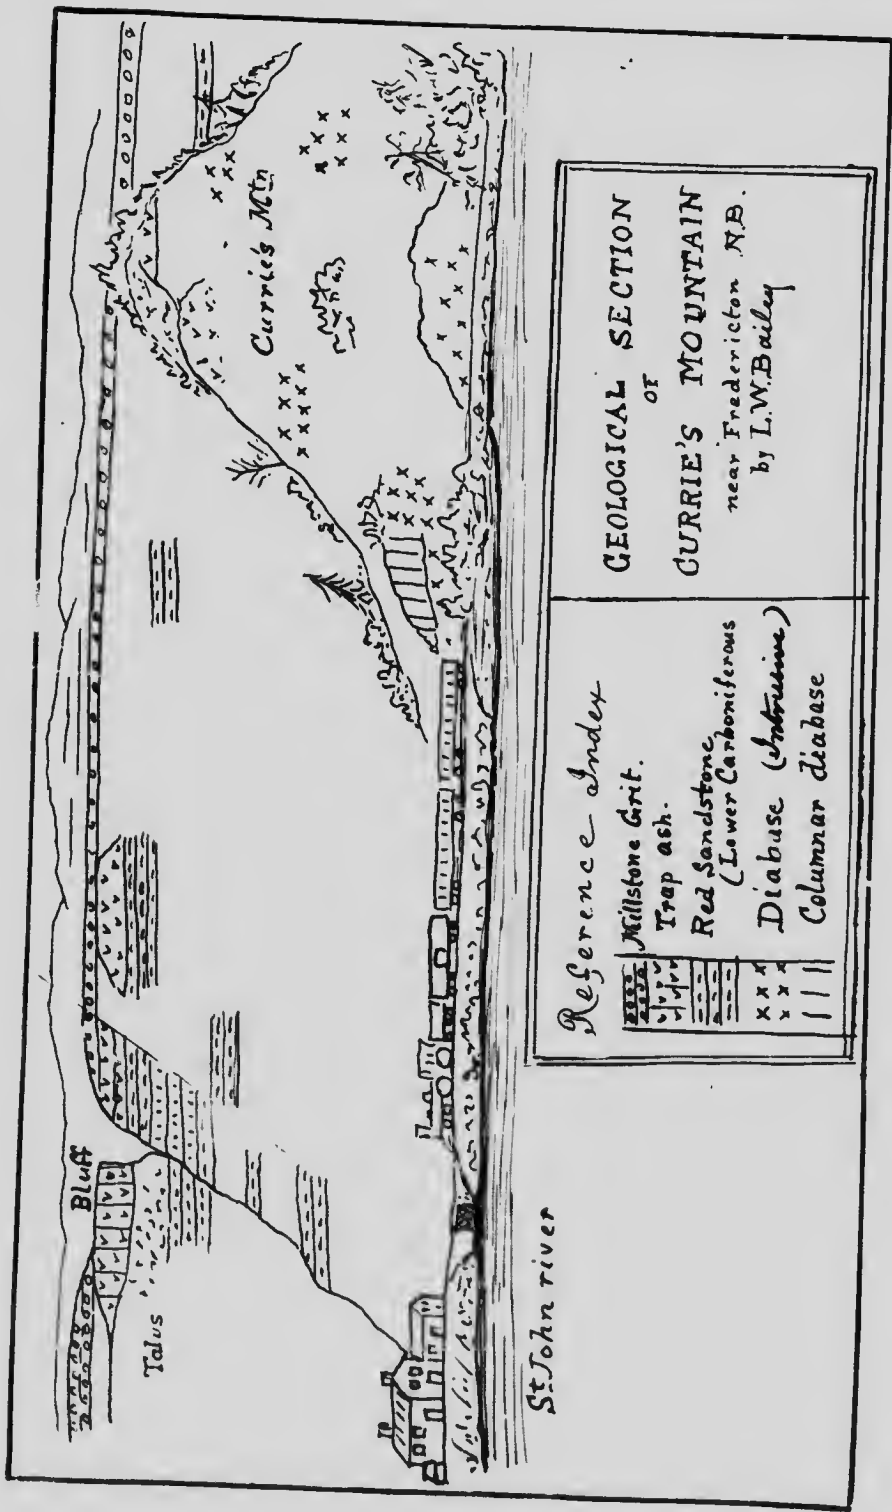 Bluff
Talus
Currie's Mtn
St John river
Reference Index
Millstone Grit.
Trap ash.
Red Sandstone
(Lower Carboniferous
Diabase (Intrusive)
Columnar diabase
GEOLOGICAL SECTION
OF
CURRIE'S MOUNTAIN
near Fredericton N.B.
by L.W.Bailey